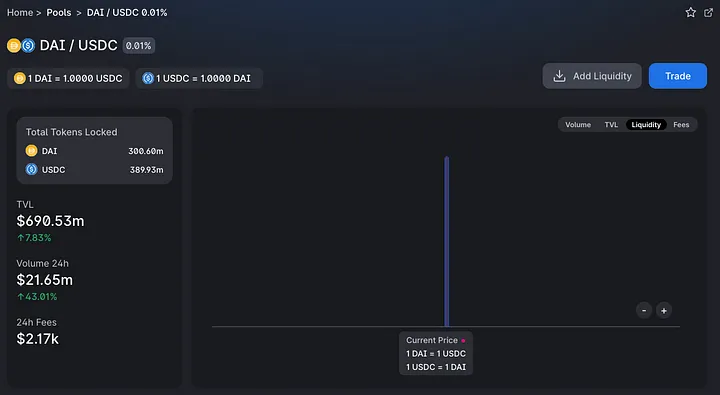 Home > Pools > DAI / USDC 0.01%
DAI / USDC 0.01%
1 DAI = 1.0000 USDC
1 USDC = 1.0000 DAI
Add Liquidity
Trade
Total Tokens Locked
DAI 300.60m
USDC 389.93m
TVL
$690.53m
↑7.83%
Volume 24h
$21.65m
↑43.01%
24h Fees
$2.17k
Volume TVL Liquidity Fees
- +
Current Price
1 DAI = 1 USDC
1 USDC = 1 DAI